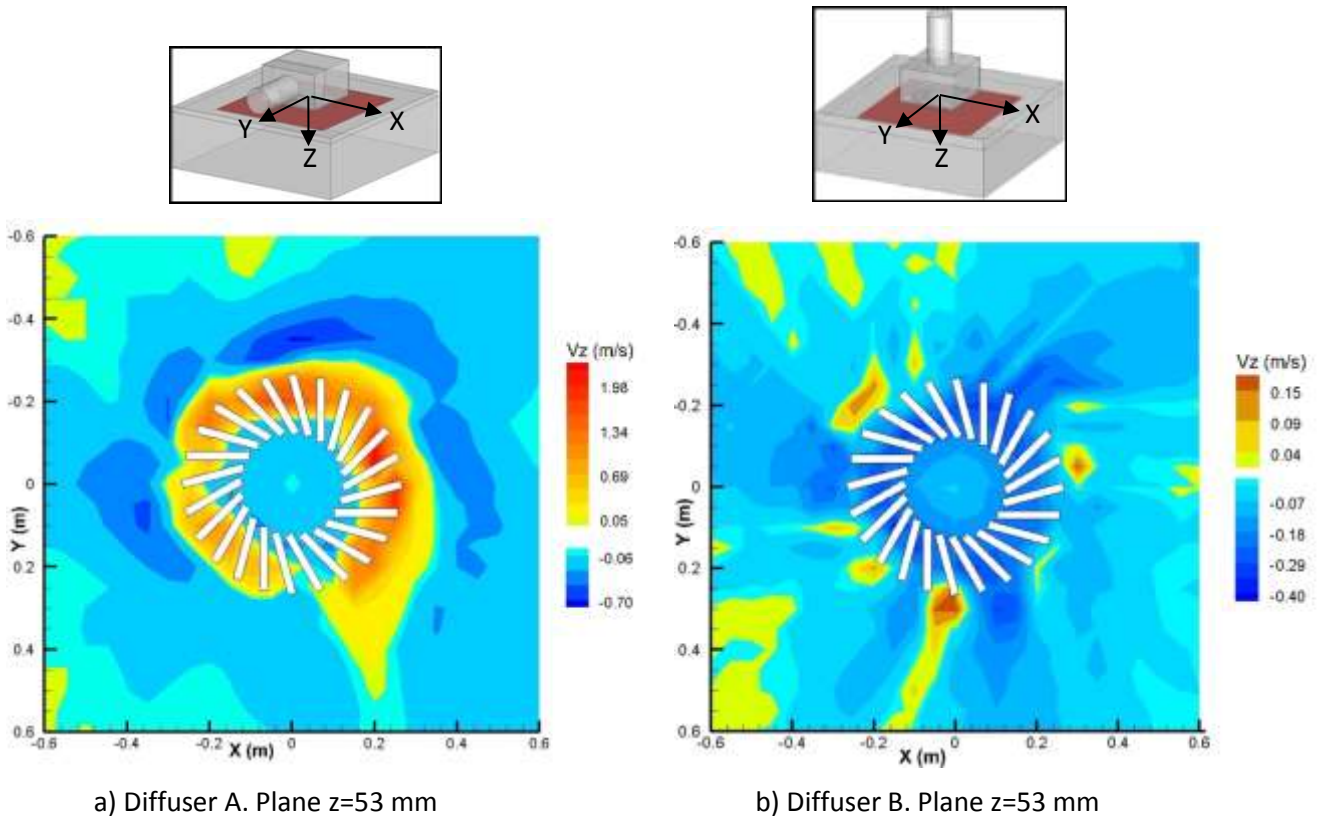 Y
X
Z
Y
X
Z
-0.6
-0.4
-0.2
0
0.2
0.4
0.6
Y (m)
-0.6 -0.4 -0.2 0 0.2 0.4 0.6
X (m)
Vz (m/s)
1.98
1.34
0.69
0.05
-0.06
-0.70
-0.6
-0.4
-0.2
0
0.2
0.4
0.6
Y (m)
-0.6 -0.4 -0.2 0 0.2 0.4 0.6
X (m)
Vz (m/s)
0.15
0.09
0.04
-0.07
-0.18
-0.29
-0.40
a) Diffuser A. Plane z=53 mm
b) Diffuser B. Plane z=53 mm